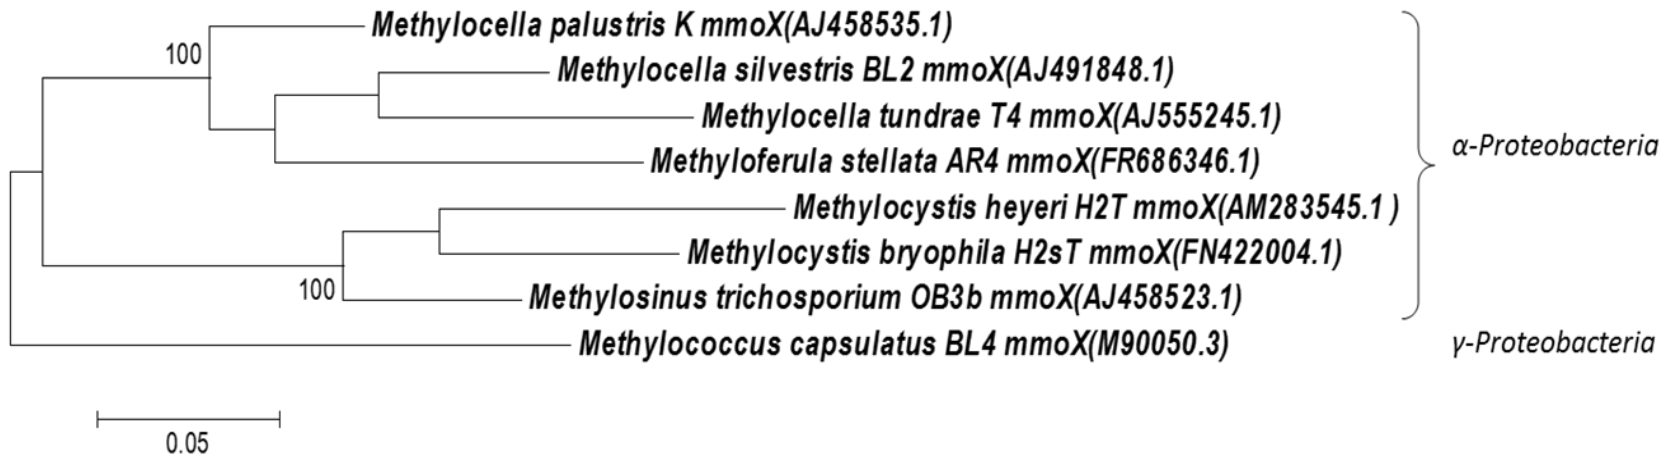 Methylocella palustris K mmoX(AJ458535.1)
100
Methylocella silvestris BL2 mmoX(AJ491848.1)
Methylocella tundrae T4 mmoX(AJ555245.1)
α-Proteobacteria
Methyloferula stellata AR4 mmoX(FR686346.1)
Methylocystis heyeri H2T mmoX(AM283545.1 )
Methylocystis bryophila H2sT mmoX(FN422004.1)
100
Methylosinus trichosporium OB3b mmoX(AJ458523.1)
Methylococcus capsulatus BL4 mmoX(M90050.3)
γ-Proteobacteria
0.05